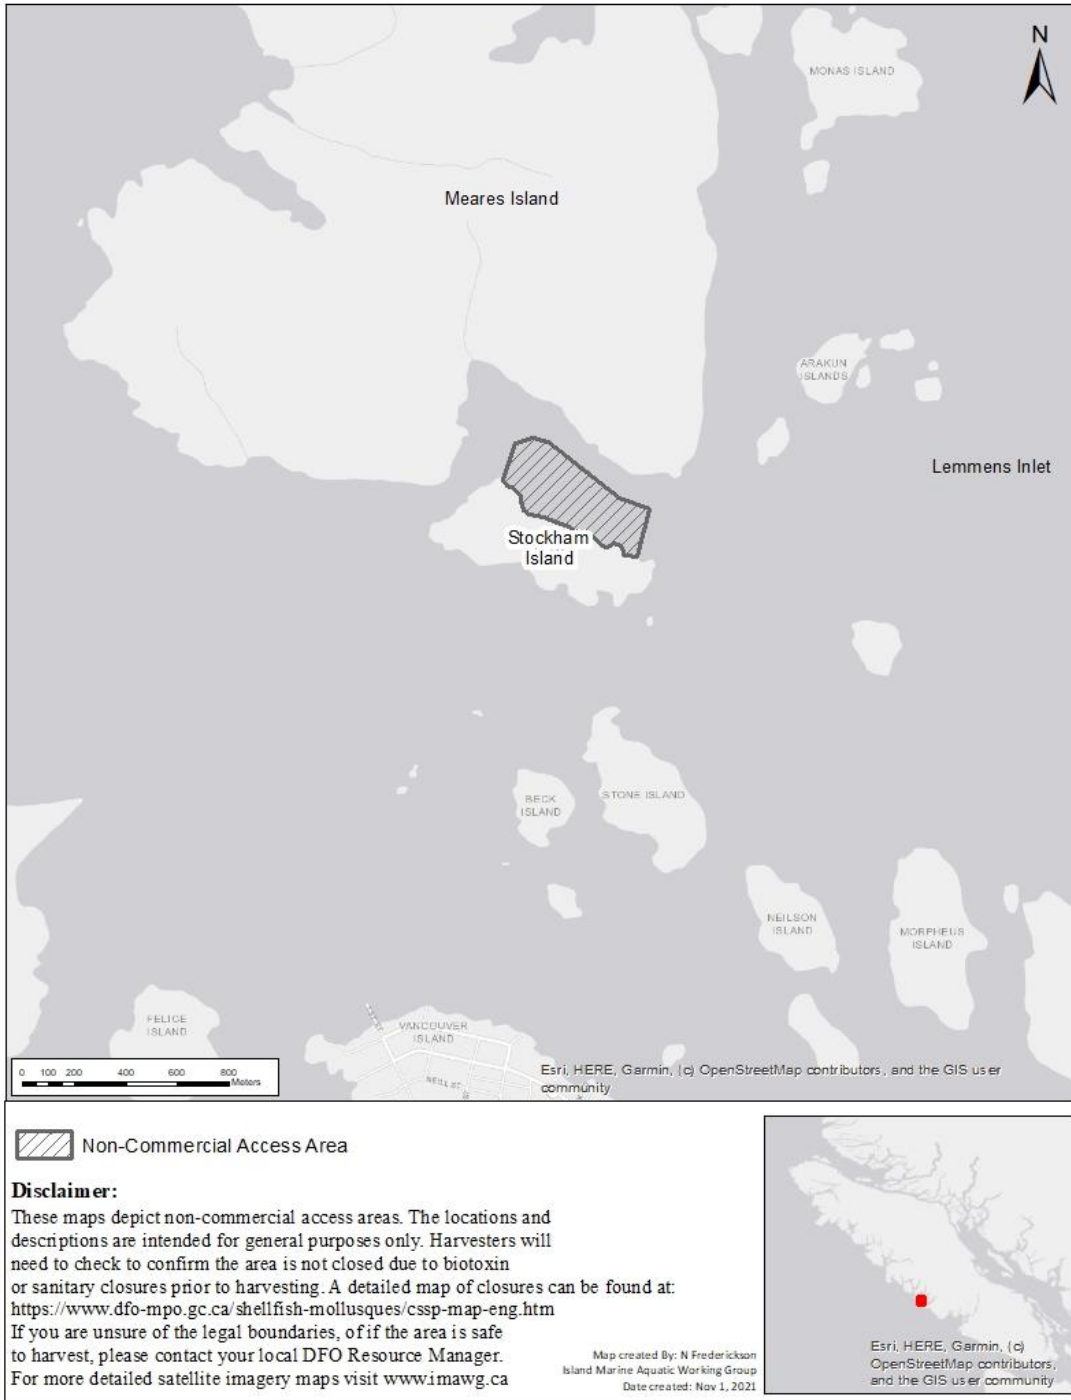 N
MONAS ISLAND
Meares Island
ARAKUN
ISLANDS
Lemmens Inlet
Stockham
Island
BECK
ISLAND
STONE ISLAND
NEILSON
ISLAND
MORPHEUS
ISLAND
FELICE
ISLAND
VANCOUVER
ISLAND
NEILL ST
0 100 200 400 600 800
Meters
Esri, HERE, Garmin, (c) OpenStreetMap contributors, and the GIS user
community
Non-Commercial Access Area
Disclaimer:
These maps depict non-commercial access areas. The locations and
descriptions are intended for general purposes only. Harvesters will
need to check to confirm the area is not closed due to biotoxin
or sanitary closures prior to harvesting. A detailed map of closures can be found at:
https://www.dfo-mpo.gc.ca/shellfish-mollusques/cssp-map-eng.htm
If you are unsure of the legal boundaries, of if the area is safe
to harvest, please contact your local DFO Resource Manager.
For more detailed satellite imagery maps visit www.imawg.ca
Map created By: N Frederickson
Island Marine Aquatic Working Group
Date created: Nov 1, 2021
Esri, HERE, Garmin, (c)
OpenStreetMap contributors,
and the GIS user community